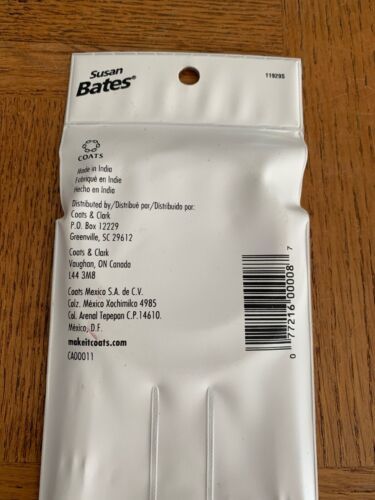 Susan
Bates®
11929S
COATS
Made in India
Fabriqué en Indie
Hecho en India
Distributed by/Distribué par/Distribuido por:
Coats & Clark
P.O. Box 12229
Greenville, SC 29612
Coats & Clark
Vaughan, ON Canada
L44 3M8
Coats Mexico S.A. de C.V.
Calz. México Xochimilco 4985
Col. Arenal Tepepan C.P. 14610.
México, D.F.
makeitcoats.com
CA00011
0 77216 00008 7